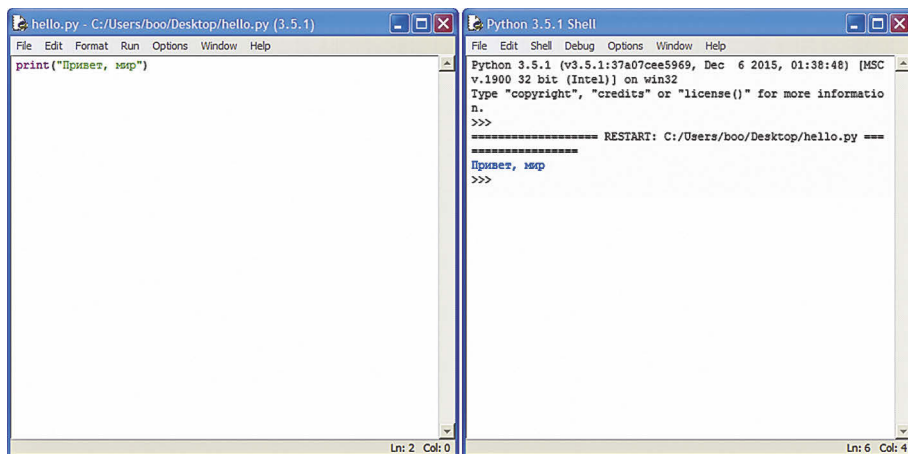 hello.py - C:/Users/boo/Desktop/hello.py (3.5.1)
File Edit Format Run Options Window Help
print("Привет, мир")
Ln: 2 Col: 0
Python 3.5.1 Shell
File Edit Shell Debug Options Window Help
Python 3.5.1 (v3.5.1:37a07cee5969, Dec  6 2015, 01:38:48) [MSC
v.1900 32 bit (Intel)] on win32
Type "copyright", "credits" or "license()" for more informatio
n.
>>>
=================== RESTART: C:/Users/boo/Desktop/hello.py ===
================
Привет, мир
>>>
Ln: 6 Col: 4